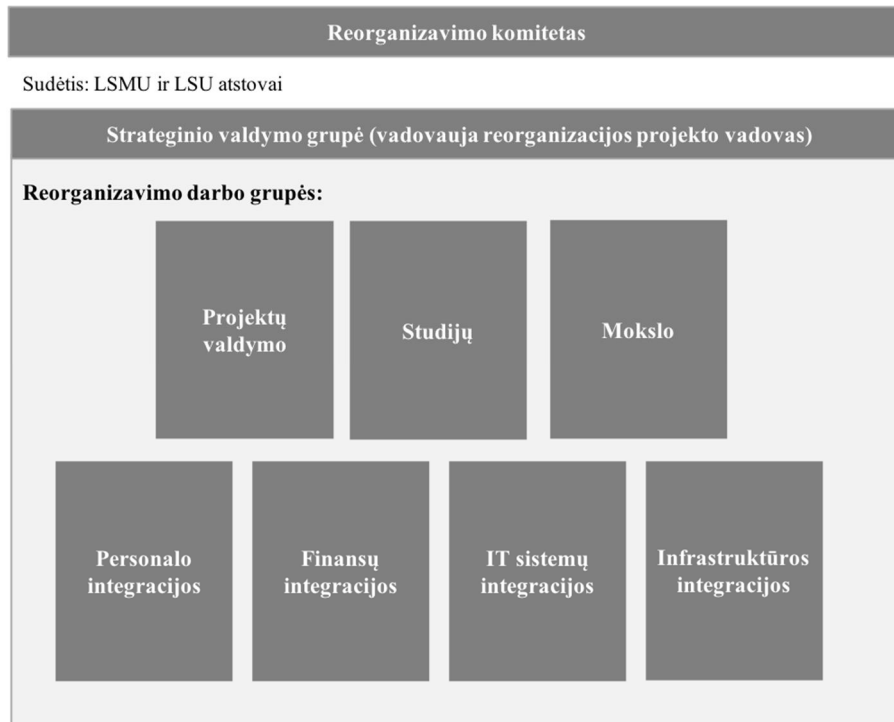 Reorganizavimo komitetas
Sudėtis: LSMU ir LSU atstovai
Strateginio valdymo grupė (vadovauja reorganizacijos projekto vadovas)
Reorganizavimo darbo grupės:
Projektų
valdymo
Studijų
Mokslo
Personalo
integracijos
Finansų
integracijos
IT sistemų
integracijos
Infrastruktūros
integracijos